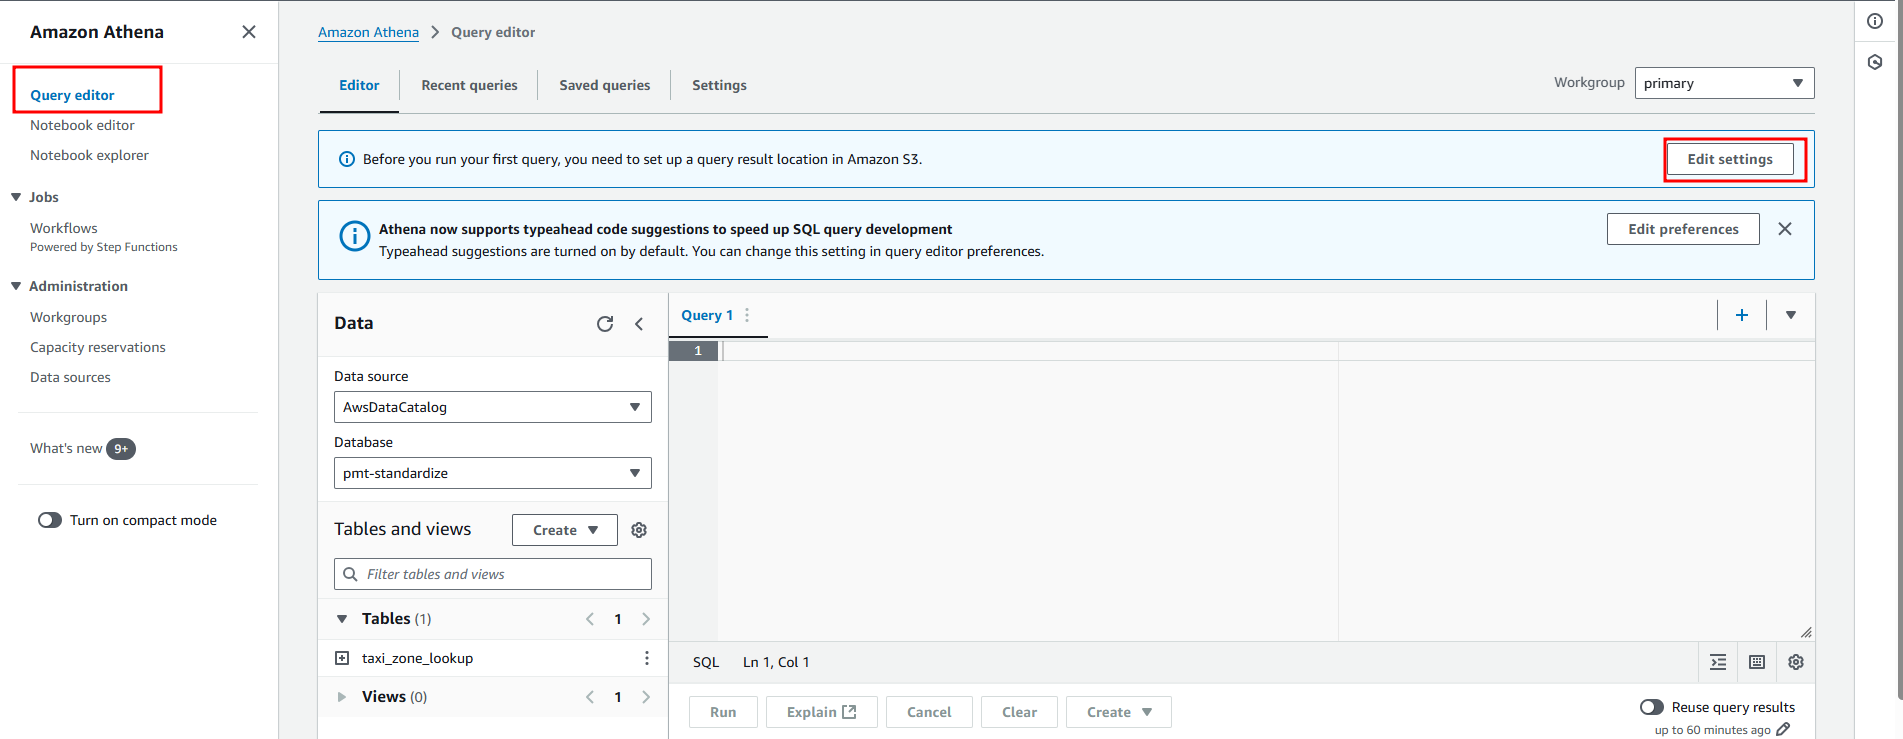 Amazon Athena
Query editor
Notebook editor
Notebook explorer
Jobs
Workflows
Powered by Step Functions
Administration
Workgroups
Capacity reservations
Data sources
What's new 9+
Turn on compact mode
Amazon Athena > Query editor
Editor Recent queries Saved queries Settings
Workgroup primary
Before you run your first query, you need to set up a query result location in Amazon S3.
Edit settings
Athena now supports typeahead code suggestions to speed up SQL query development
Typeahead suggestions are turned on by default. You can change this setting in query editor preferences.
Edit preferences
Data
Data source
AwsDataCatalog
Database
pmt-standardize
Tables and views Create
Filter tables and views
Tables (1) < 1 >
taxi_zone_lookup
Views (0) < 1 >
Query 1
1
SQL Ln 1, Col 1
Run Explain Cancel Clear Create
Reuse query results
up to 60 minutes ago